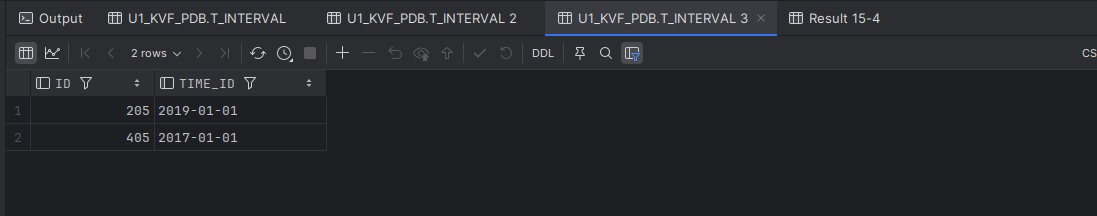 Output U1_KVF_PDB.T_INTERVAL U1_KVF_PDB.T_INTERVAL 2 U1_KVF_PDB.T_INTERVAL 3 Result 15-4
2 rows DDL CS
ID TIME_ID
1 205 2019-01-01
2 405 2017-01-01